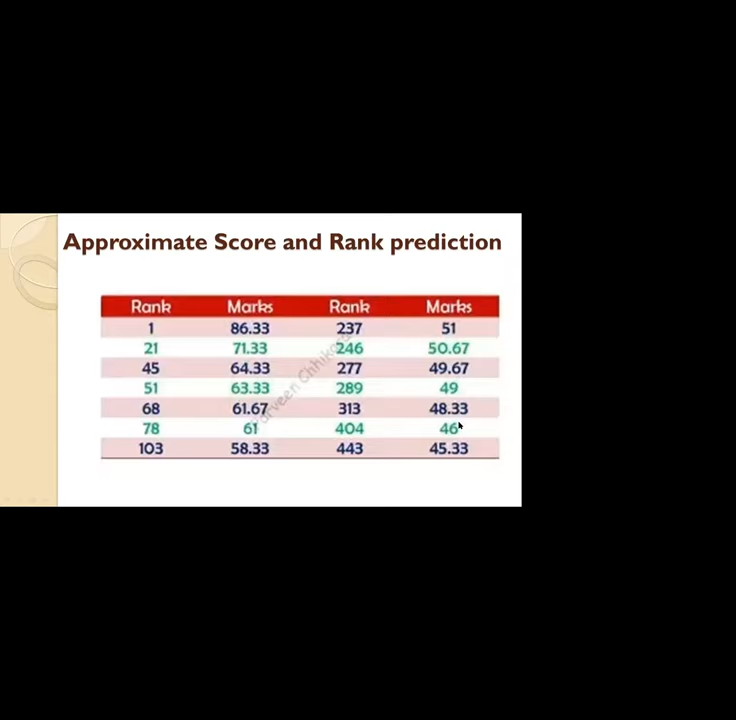 Approximate Score and Rank prediction
Rank Marks Rank Marks
1 86.33 237 51
21 71.33 246 50.67
45 64.33 277 49.67
51 63.33 289 49
68 61.67 313 48.33
78 61 404 46
103 58.33 443 45.33
Parveen Chhikara